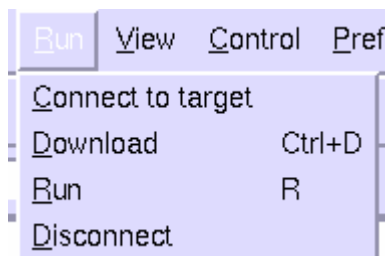 Run View Control Pref
Connect to target
Download Ctrl+D
Run R
Disconnect